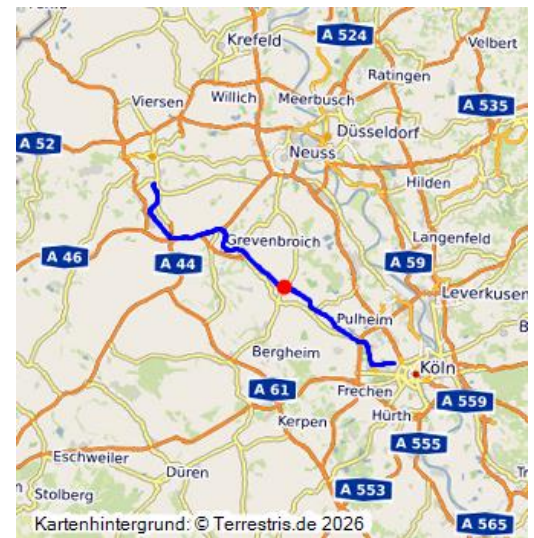 Krefeld
A 524
Velbert
Ratingen
Viersen
Willich
Meerbusch
A 535
Düsseldorf
A 52
Neuss
Hilden
Grevenbroich
Langenfeld
A 46
A 44
A 59
Leverkusen
Pulheim
Bergheim
Köln
A 61
Frechen
A 559
Hürth
Kerpen
A 555
Eschweiler
Düren
A 553
Stolberg
Kartenhintergrund: © Terrestris.de 2026
A 565